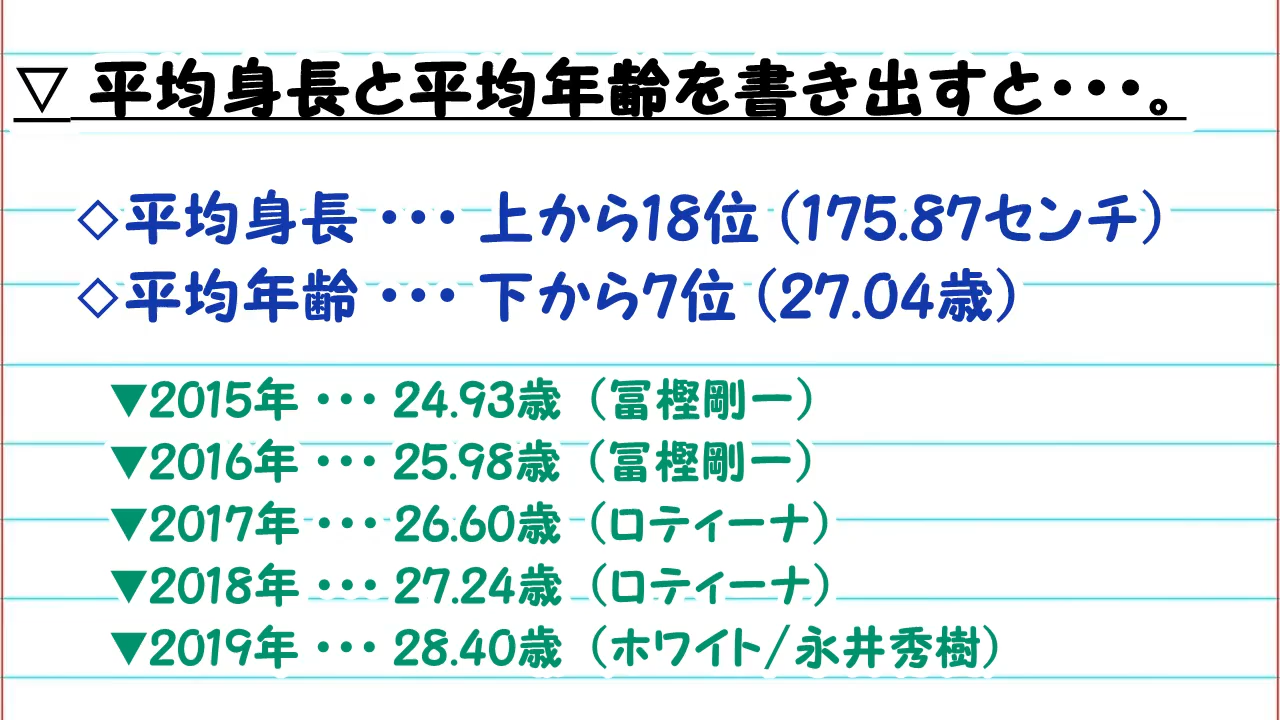 ▽ 平均身長と平均年齢を書き出すと・・・。
◇平均身長 ・・・ 上から18位 (175.87センチ)
◇平均年齢 ・・・ 下から7位 (27.04歳)
▼2015年 ・・・ 24.93歳 (冨樫剛一)
▼2016年 ・・・ 25.98歳 (冨樫剛一)
▼2017年 ・・・ 26.60歳 (ロティーナ)
▼2018年 ・・・ 27.24歳 (ロティーナ)
▼2019年 ・・・ 28.40歳 (ホワイト/永井秀樹)